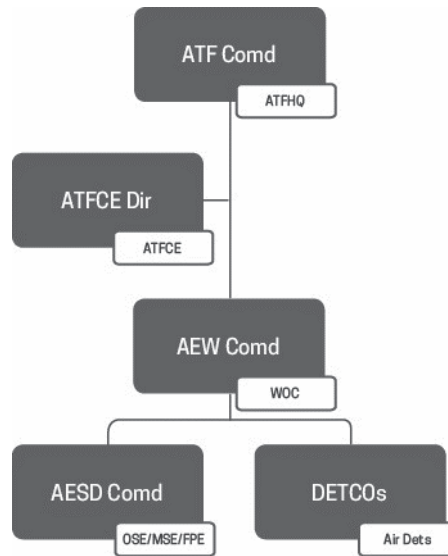 ATF Comd
ATFHQ
ATFCE Dir
ATFCE
AEW Comd
WOC
AESD Comd
OSE/MSE/FPE
DETCOs
Air Dets